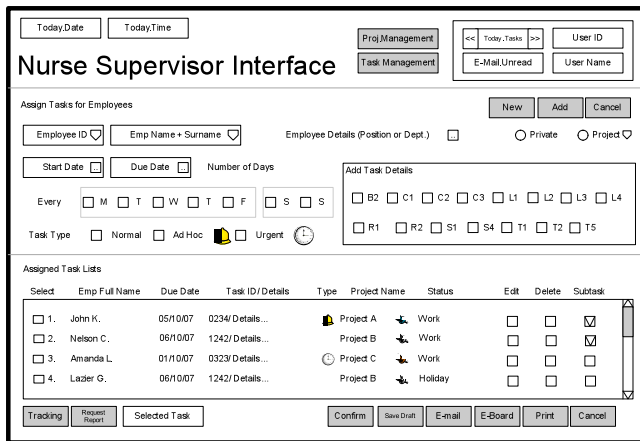 Today.Date Today.Time
Proj.Management << Today.Tasks >> User ID
Nurse Supervisor Interface Task Management E-Mail.Unread User Name
Assign Tasks for Employees New Add Cancel
Employee ID Emp Name + Surname Employee Details (Position or Dept.) .. Private Project
Start Date .. Due Date .. Number of Days
Add Task Details
Every M T W T F S S
B2 C1 C2 C3 L1 L2 L3 L4
R1 R2 S1 S4 T1 T2 T5
Task Type Normal Ad Hoc Urgent
Assigned Task Lists
Select Emp Full Name Due Date Task ID / Details Type Project Name Status Edit Delete Subtask
1. John K. 05/10/07 0234/ Details... Project A Work
2. Nelson C. 06/10/07 1242/ Details... Project B Work
3. Amanda L. 01/10/07 0323/ Details... Project C Work
4. Lazier G. 06/10/07 1242/ Details... Project B Holiday
Tracking Request Report Selected Task Confirm Save Draft E-mail E-Board Print Cancel